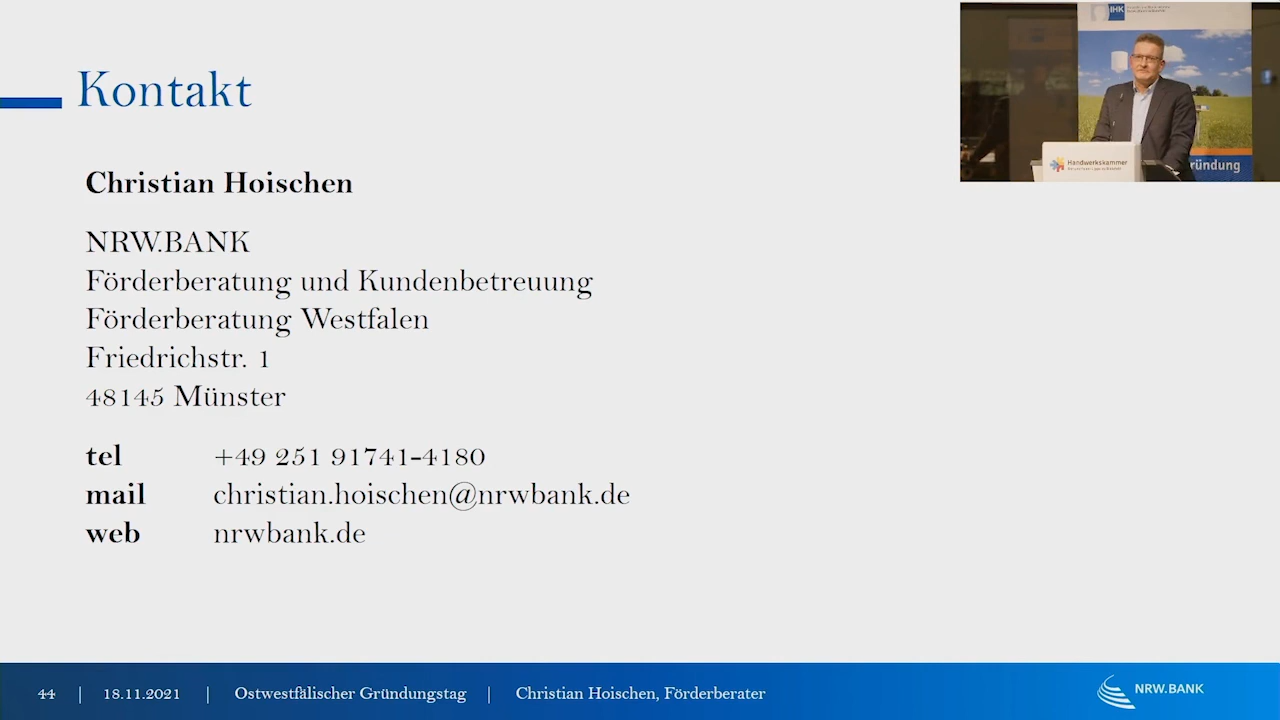 Kontakt
Christian Hoischen
NRW.BANK
Förderberatung und Kundenbetreuung
Förderberatung Westfalen
Friedrichstr. 1
48145 Münster
tel +49 251 91741-4180
mail christian.hoischen@nrwbank.de
web nrwbank.de
IHK
Handwerkskammer
ründung
44 | 18.11.2021 | Ostwestfälischer Gründungstag | Christian Hoischen, Förderberater
NRW.BANK